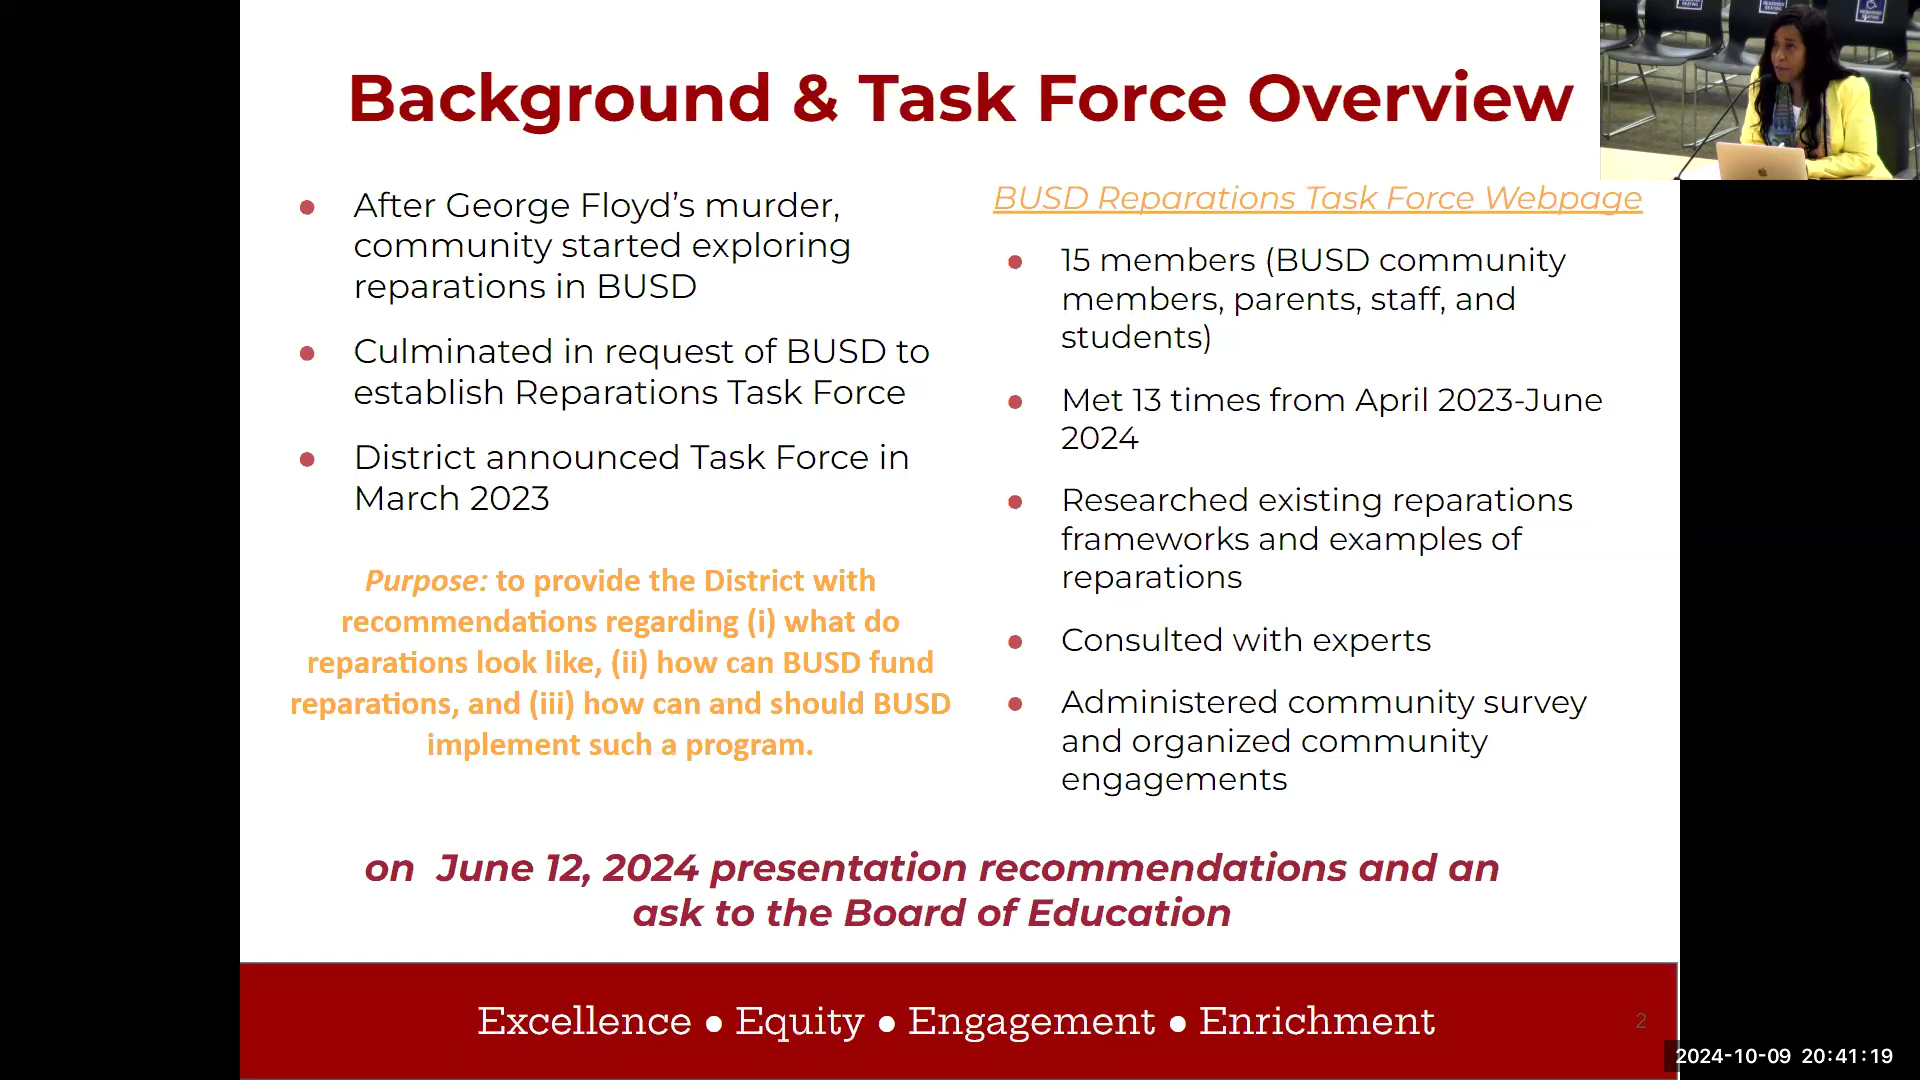 Background & Task Force Overview
● After George Floyd’s murder,
community started exploring
reparations in BUSD
● Culminated in request of BUSD to
establish Reparations Task Force
● District announced Task Force in
March 2023
Purpose: to provide the District with
recommendations regarding (i) what do
reparations look like, (ii) how can BUSD fund
reparations, and (iii) how can and should BUSD
implement such a program.
BUSD Reparations Task Force Webpage
● 15 members (BUSD community
members, parents, staff, and
students)
● Met 13 times from April 2023-June
2024
● Researched existing reparations
frameworks and examples of
reparations
● Consulted with experts
● Administered community survey
and organized community
engagements
on June 12, 2024 presentation recommendations and an
ask to the Board of Education
Excellence ● Equity ● Engagement ● Enrichment
2
2024-10-09 20:41:19